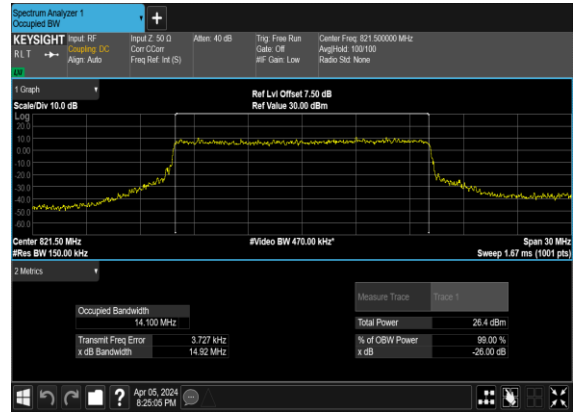 Spectrum Analyzer 1
Occupied BW
+
KEYSIGHT Input: RF Input Z: 50 Ω Atten: 40 dB Trig: Free Run Center Freq: 821.500000 MHz
RLT Coupling: DC Corr CCorr Gate: Off Avg|Hold: 100/100
Align: Auto Freq Ref: Int (S) #IF Gain: Low Radio Std: None
1 Graph
Scale/Div 10.0 dB
Ref Lvl Offset 7.50 dB
Ref Value 30.00 dBm
Log
20.0
10.0
0.00
-10.0
-20.0
-30.0
-40.0
-50.0
-60.0
Center 821.50 MHz #Video BW 470.00 kHz* Span 30 MHz
#Res BW 150.00 kHz Sweep 1.67 ms (1001 pts)
2 Metrics
Measure Trace Trace 1
Occupied Bandwidth
14.100 MHz
Total Power 26.4 dBm
Transmit Freq Error 3.727 kHz % of OBW Power 99.00 %
x dB Bandwidth 14.92 MHz x dB -26.00 dB
?
Apr 05, 2024
8:25:05 PM